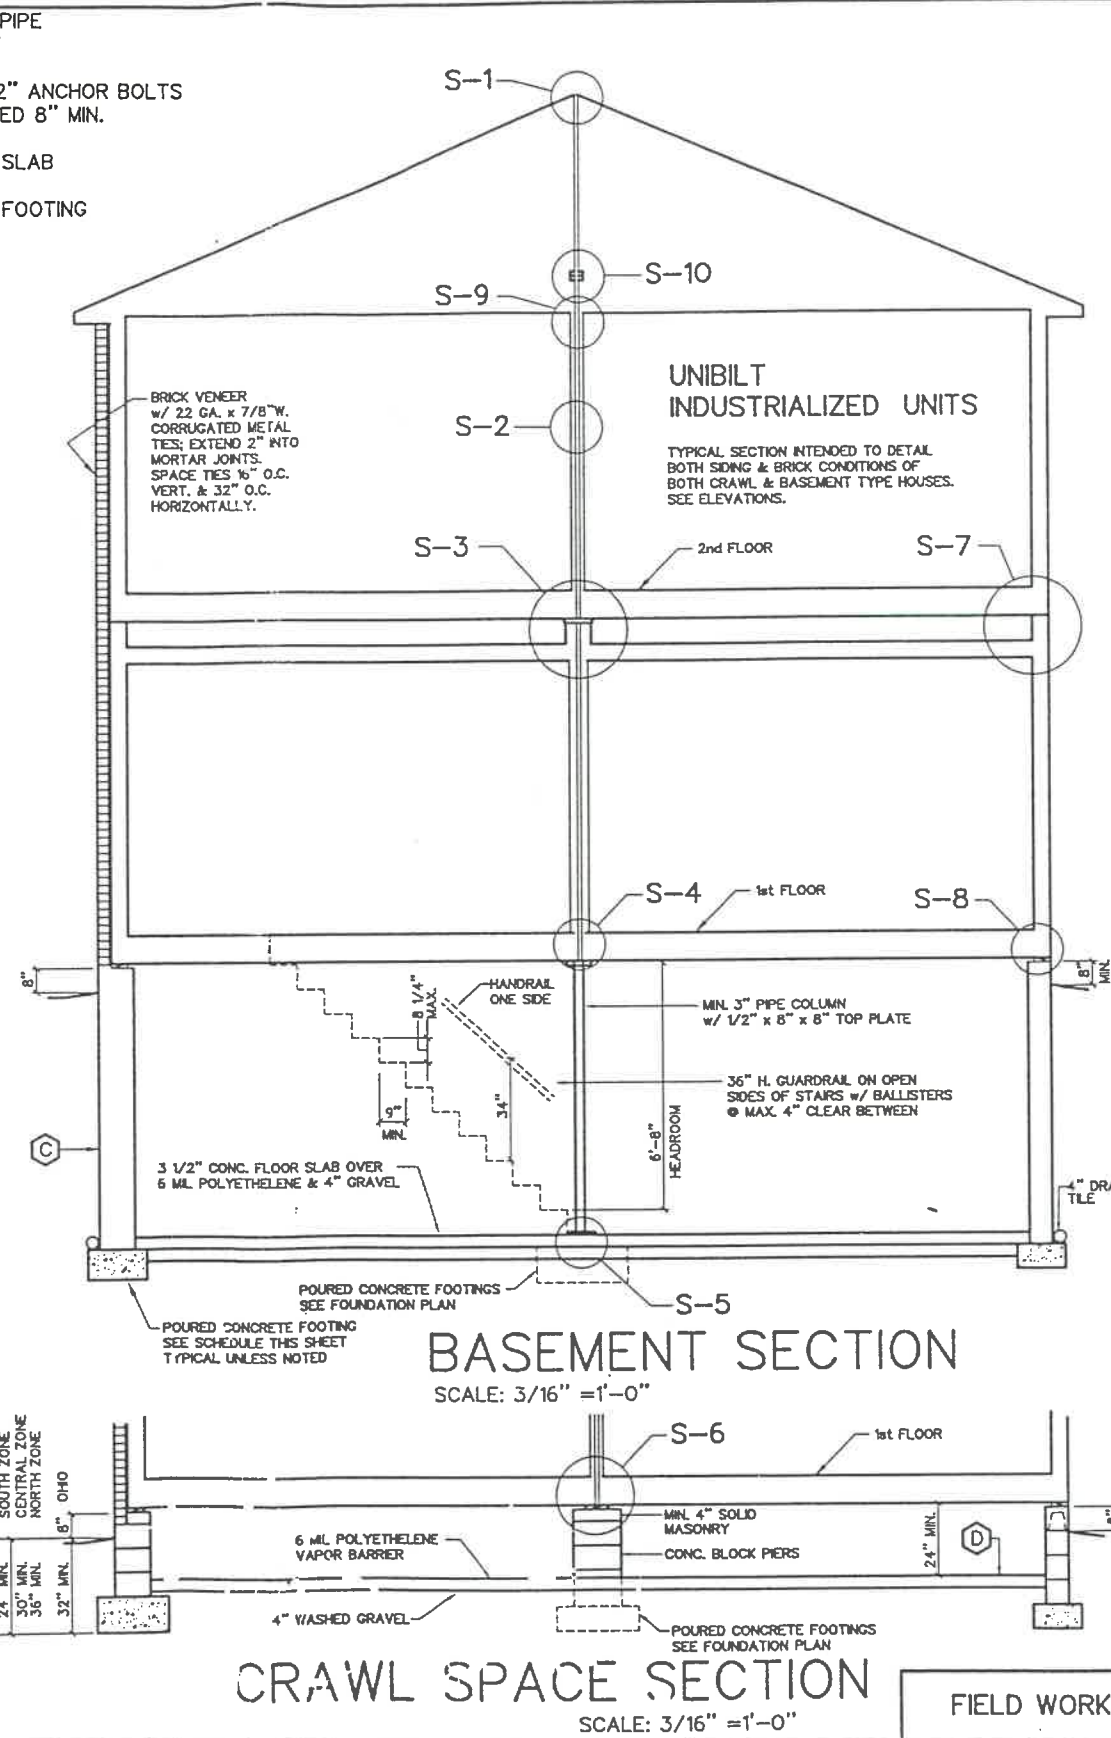 PIPE
2" ANCHOR BOLTS
ED 8" MIN.
SLAB
FOOTING
S-1
S-10
S-9
S-2
BRICK VENEER
w/ 22 GA. x 7/8"W.
CORRUGATED METAL
TIES; EXTEND 2" INTO
MORTAR JOINTS.
SPACE TIES 16" O.C.
VERT. & 32" O.C.
HORIZONTALLY.
UNIBILT
INDUSTRIALIZED UNITS
TYPICAL SECTION INTENDED TO DETAIL
BOTH SIDING & BRICK CONDITIONS OF
BOTH CRAWL & BASEMENT TYPE HOUSES.
SEE ELEVATIONS.
S-3
2nd FLOOR
S-7
S-4
1st FLOOR
S-8
8"
8"
MIN.
HANDRAIL
ONE SIDE
8 1/4"
MAX.
MIN. 3" PIPE COLUMN
w/ 1/2" x 8" x 8" TOP PLATE
36" H. GUARDRAIL ON OPEN
SIDES OF STAIRS w/ BALLISTERS
@ MAX. 4" CLEAR BETWEEN
9"
MIN.
34"
6'-8"
HEADROOM
C
3 1/2" CONC. FLOOR SLAB OVER
6 MIL POLYETHELENE & 4" GRAVEL
4" DRA
TILE
POURED CONCRETE FOOTINGS
SEE FOUNDATION PLAN
S-5
POURED CONCRETE FOOTING
SEE SCHEDULE THIS SHEET
TYPICAL UNLESS NOTED
BASEMENT SECTION
SCALE: 3/16" =1'-0"
SOUTH ZONE
CENTRAL ZONE
NORTH ZONE
OHIO
8"
24" MIN.
30" MIN.
36" MIN.
32" MIN.
S-6
1st FLOOR
MIN. 4" SOLID
MASONRY
CONC. BLOCK PIERS
6 MIL POLYETHELENE
VAPOR BARRIER
24" MIN.
D
8"
4" WASHED GRAVEL
POURED CONCRETE FOOTINGS
SEE FOUNDATION PLAN
CRAWL SPACE SECTION
SCALE: 3/16" =1'-0"
FIELD WORK